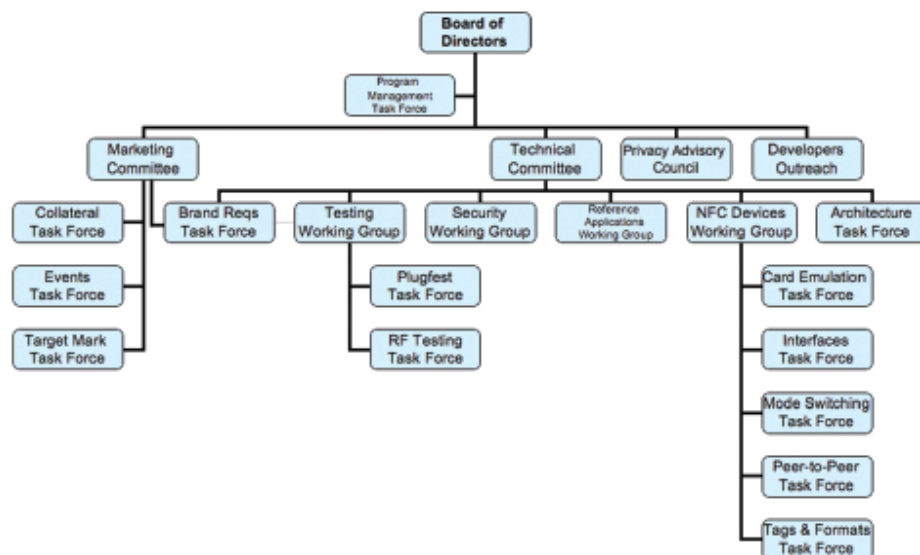 Board of
Directors
Program
Management
Task Force
Marketing
Committee
Technical
Committee
Privacy Advisory
Council
Developers
Outreach
Collateral
Task Force
Brand Reqs
Task Force
Testing
Working Group
Security
Working Group
Reference
Applications
Working Group
NFC Devices
Working Group
Architecture
Task Force
Events
Task Force
Plugfest
Task Force
Card Emulation
Task Force
Target Mark
Task Force
RF Testing
Task Force
Interfaces
Task Force
Mode Switching
Task Force
Peer-to-Peer
Task Force
Tags & Formats
Task Force